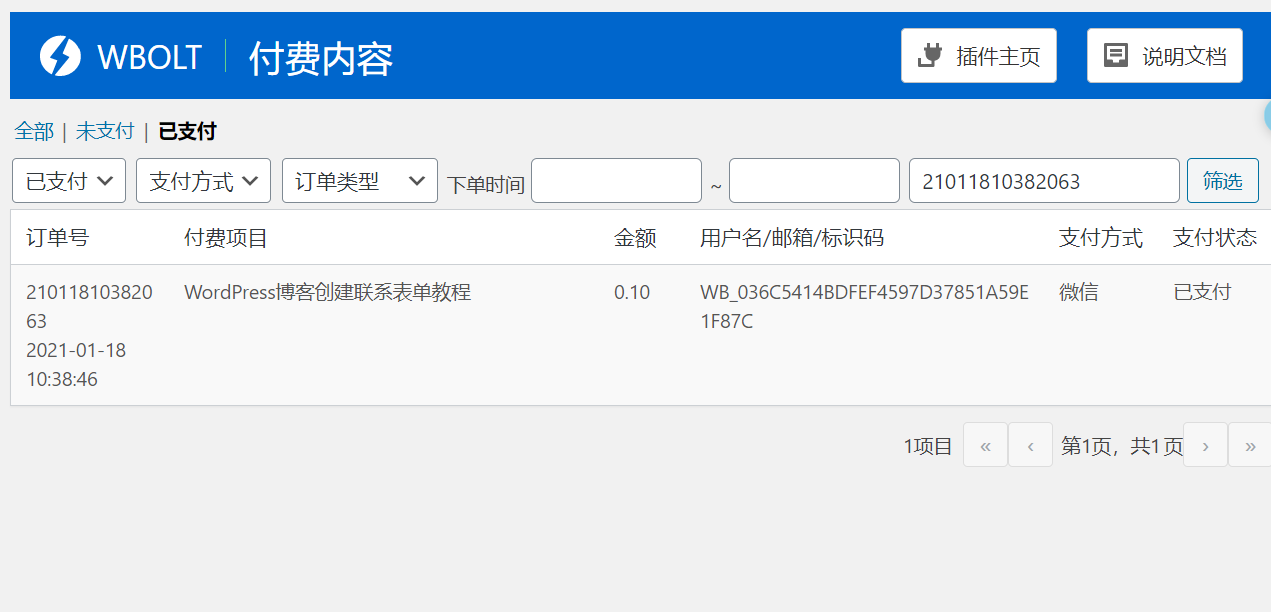 WBOLT 付费内容 插件主页 说明文档
全部 | 未支付 | 已支付
已支付 支付方式 订单类型 下单时间 ~ 21011810382063 筛选
订单号 付费项目 金额 用户名/邮箱/标识码 支付方式 支付状态
210118103820 WordPress博客创建联系表单教程 0.10 WB_036C5414BDFEF4597D37851A59E 微信 已支付
63 1F87C
2021-01-18
10:38:46
1项目 « ‹ 第1页，共1页 › »